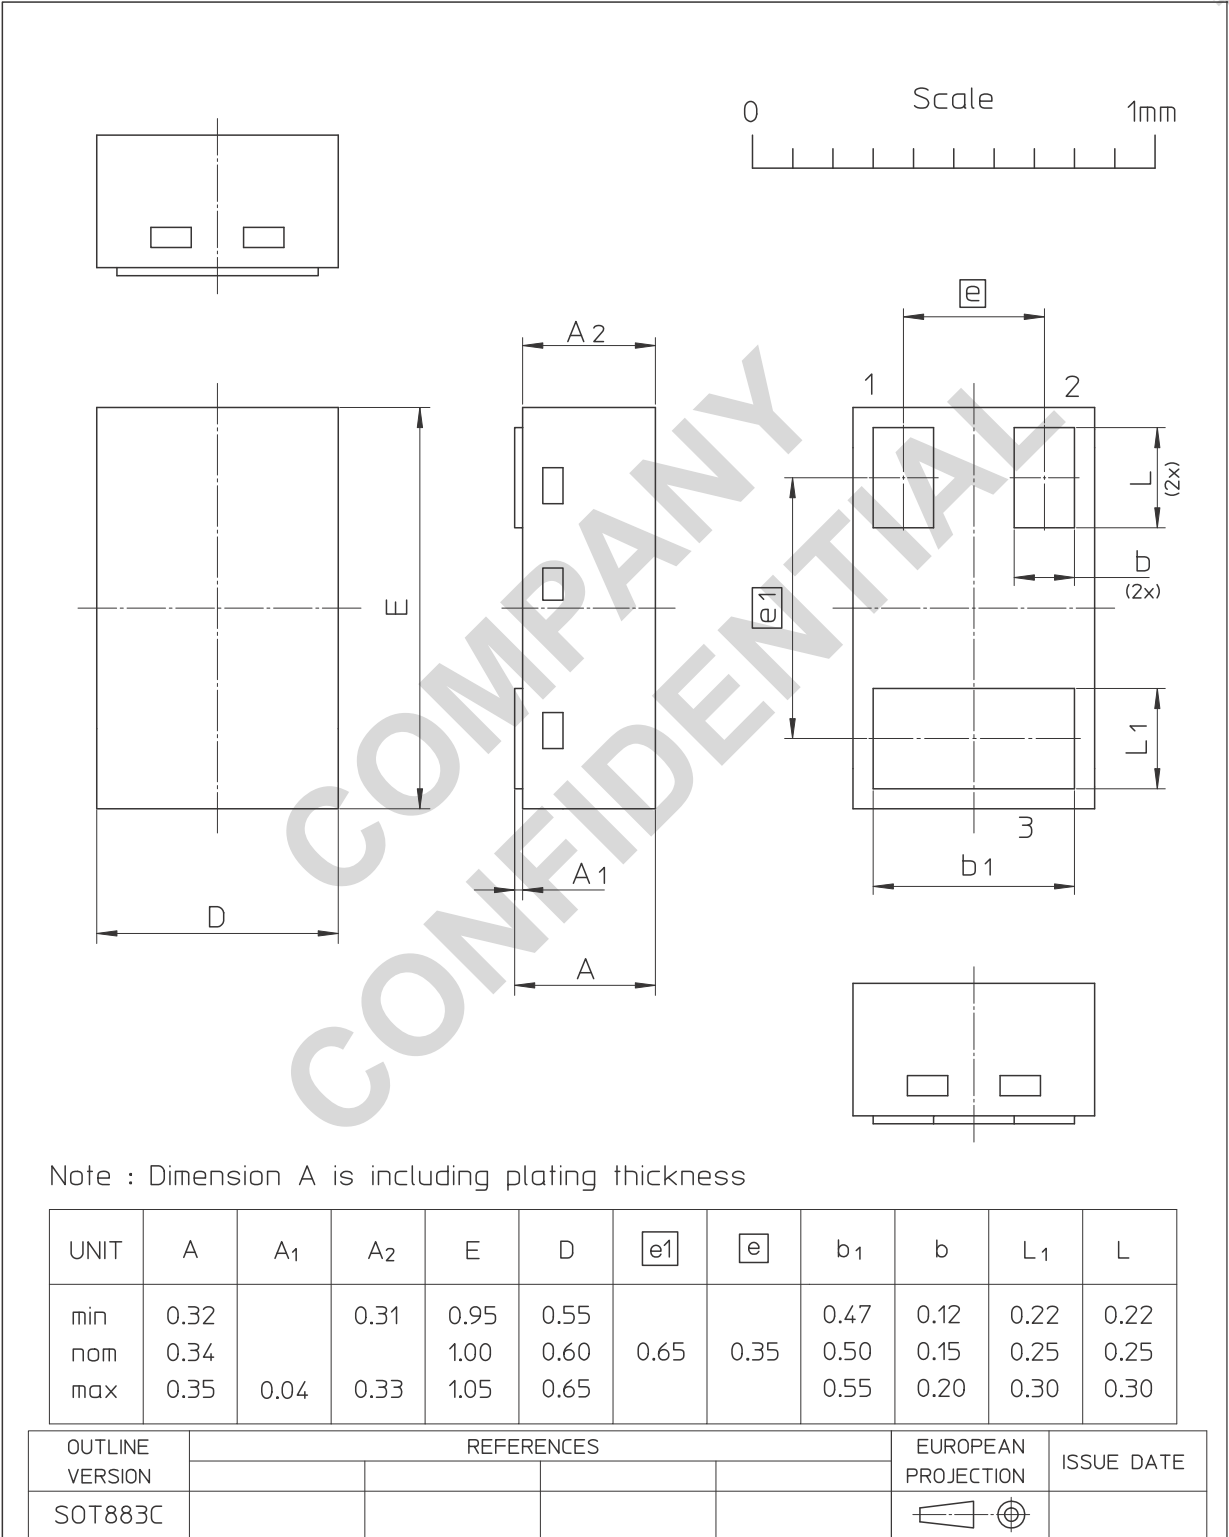 Scale
0 1mm
e
A2
1 2
L
(2x)
b
(2x)
e1
E
L1
3
b1
A1
D
A
COMPANY
CONFIDENTIAL
Note : Dimension A is including plating thickness
UNIT A A1 A2 E D e1 e b1 b L1 L
min 0.32 0.31 0.95 0.55 0.47 0.12 0.22 0.22
nom 0.34 1.00 0.60 0.65 0.35 0.50 0.15 0.25 0.25
max 0.35 0.04 0.33 1.05 0.65 0.55 0.20 0.30 0.30
OUTLINE VERSION
REFERENCES
EUROPEAN PROJECTION
ISSUE DATE
SOT883C